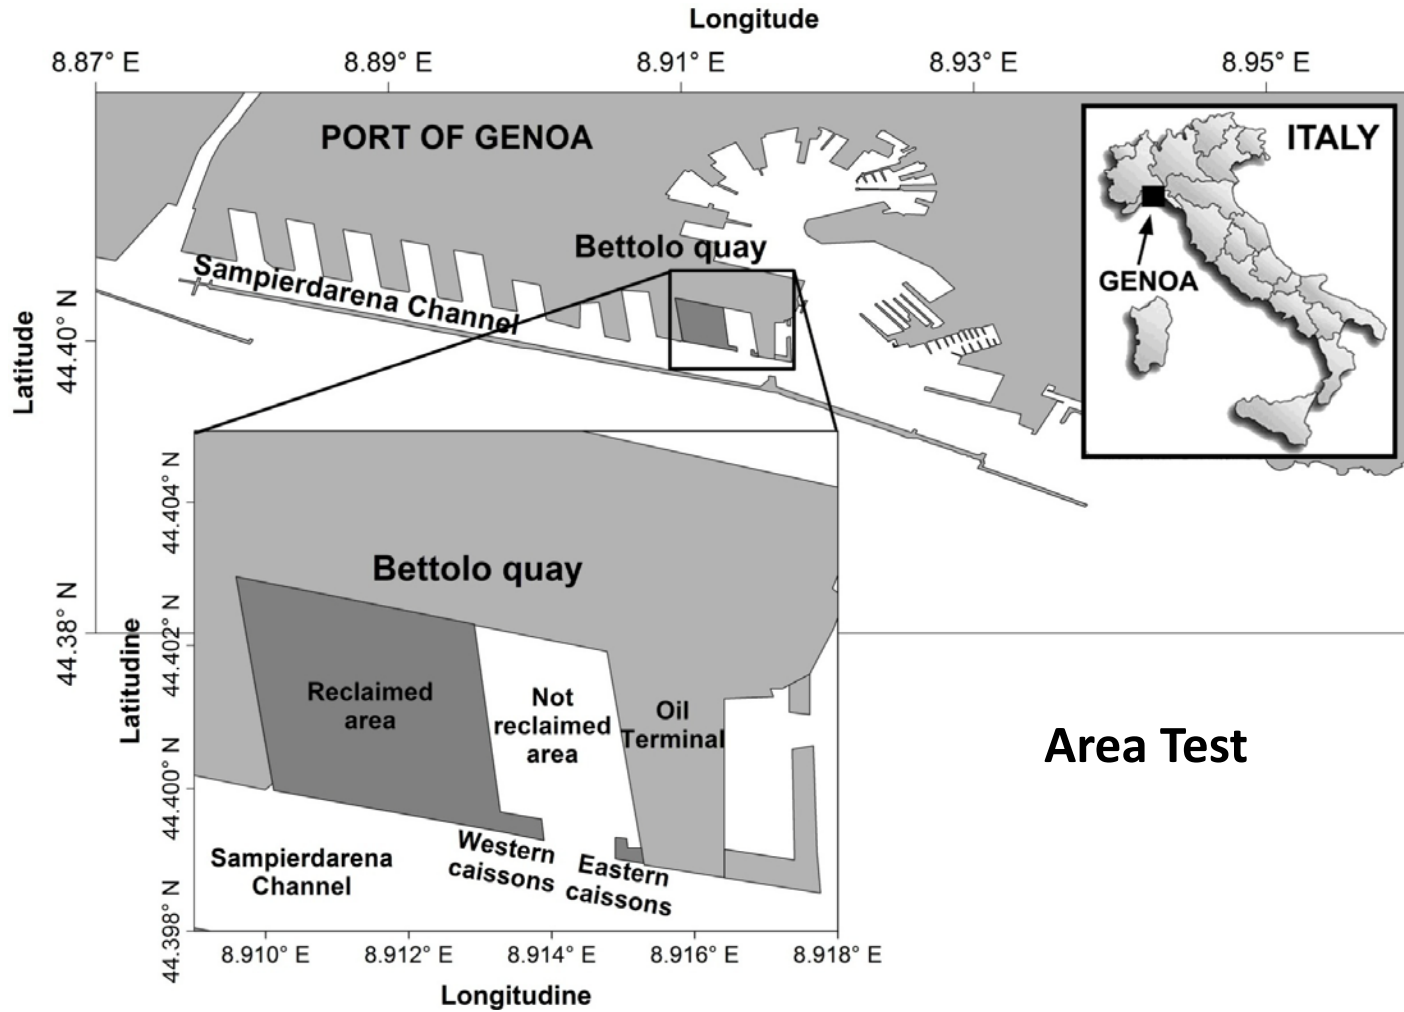 Longitude
8.87° E
8.89° E
8.91° E
8.93° E
8.95° E
PORT OF GENOA
ITALY
GENOA
Bettolo quay
Sampierdarena Channel
Latitude
44.40° N
44.38° N
Latitudine
44.404° N
44.402° N
44.400° N
44.398° N
Bettolo quay
Reclaimed
area
Not
reclaimed
area
Oil
Terminal
Sampierdarena
Channel
Western
caissons
Eastern
caissons
8.910° E
8.912° E
8.914° E
8.916° E
8.918° E
Longitudine
Area Test